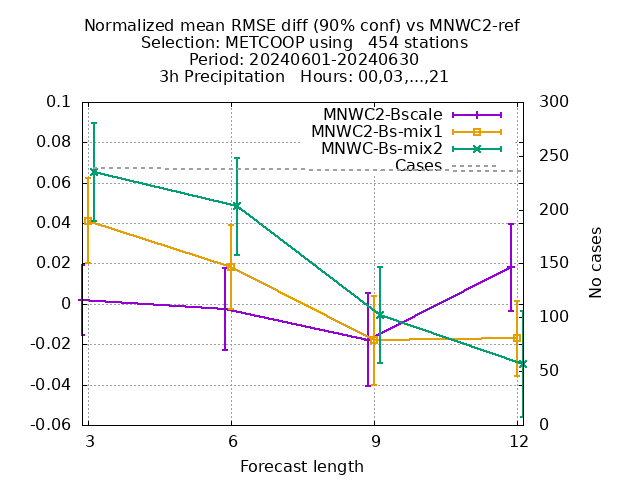 Normalized mean RMSE diff (90% conf) vs MNWC2-ref
Selection: METCOOP using   454 stations
Period: 20240601-20240630
3h Precipitation   Hours: 00,03,...,21
MNWC2-Bscale
MNWC2-Bs-mix1
MNWC-Bs-mix2
Cases
0.1
0.08
0.06
0.04
0.02
0
-0.02
-0.04
-0.06
300
250
200
150
100
50
0
No cases
3 6 9 12
Forecast length